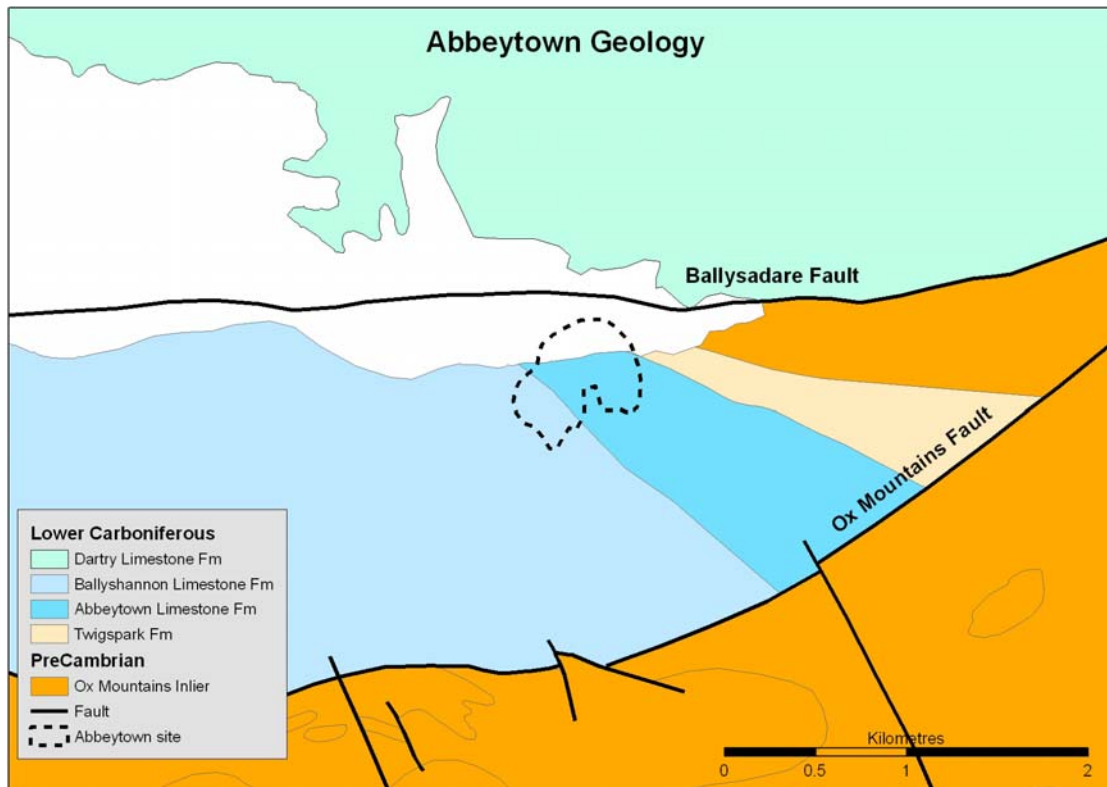 Abbeytown Geology
Ballysadare Fault
Ox Mountains Fault
Lower Carboniferous
Dartry Limestone Fm
Ballyshannon Limestone Fm
Abbeytown Limestone Fm
Twigspark Fm
PreCambrian
Ox Mountains Inlier
Fault
Abbeytown site
Kilometres
0 0.5 1 2